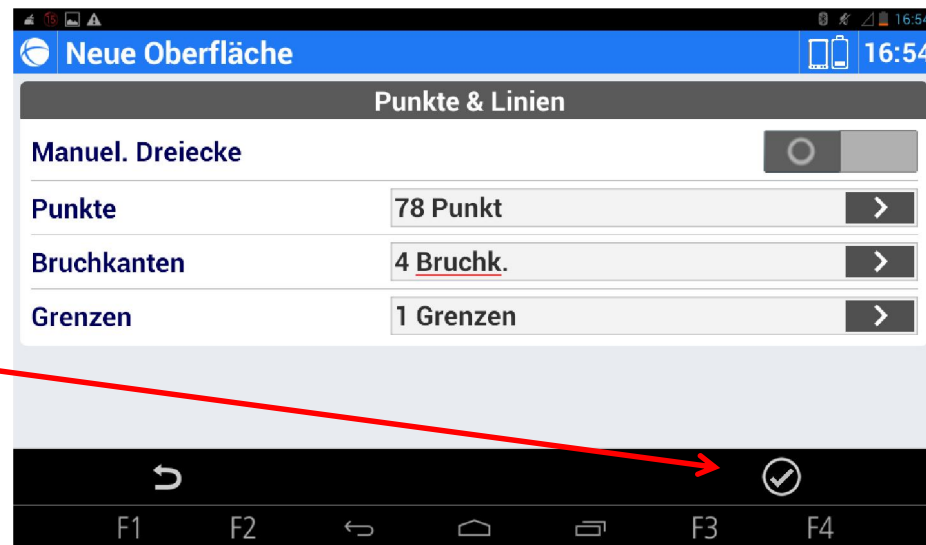 15 16:54
Neue Oberfläche 16:54
Punkte & Linien
Manuel. Dreiecke
Punkte 78 Punkt
Bruchkanten 4 Bruchk.
Grenzen 1 Grenzen
F1 F2 F3 F4